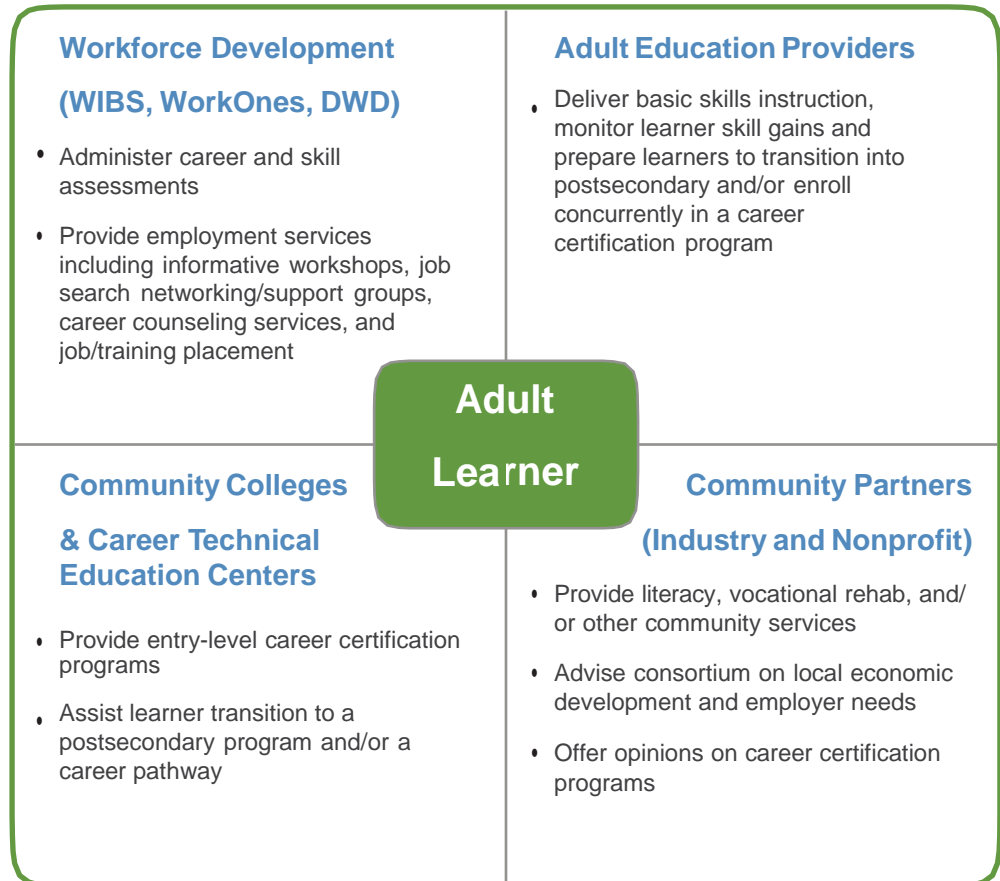 Workforce Development
(WIBS, WorkOnes, DWD)
• Administer career and skill
assessments
• Provide employment services
including informative workshops, job
search networking/support groups,
career counseling services, and
job/training placement
Adult Education Providers
• Deliver basic skills instruction,
monitor learner skill gains and
prepare learners to transition into
postsecondary and/or enroll
concurrently in a career
certification program
Adult
Learner
Community Colleges
& Career Technical
Education Centers
• Provide entry-level career certification
programs
• Assist learner transition to a
postsecondary program and/or a
career pathway
Community Partners
(Industry and Nonprofit)
• Provide literacy, vocational rehab, and/
or other community services
• Advise consortium on local economic
development and employer needs
• Offer opinions on career certification
programs